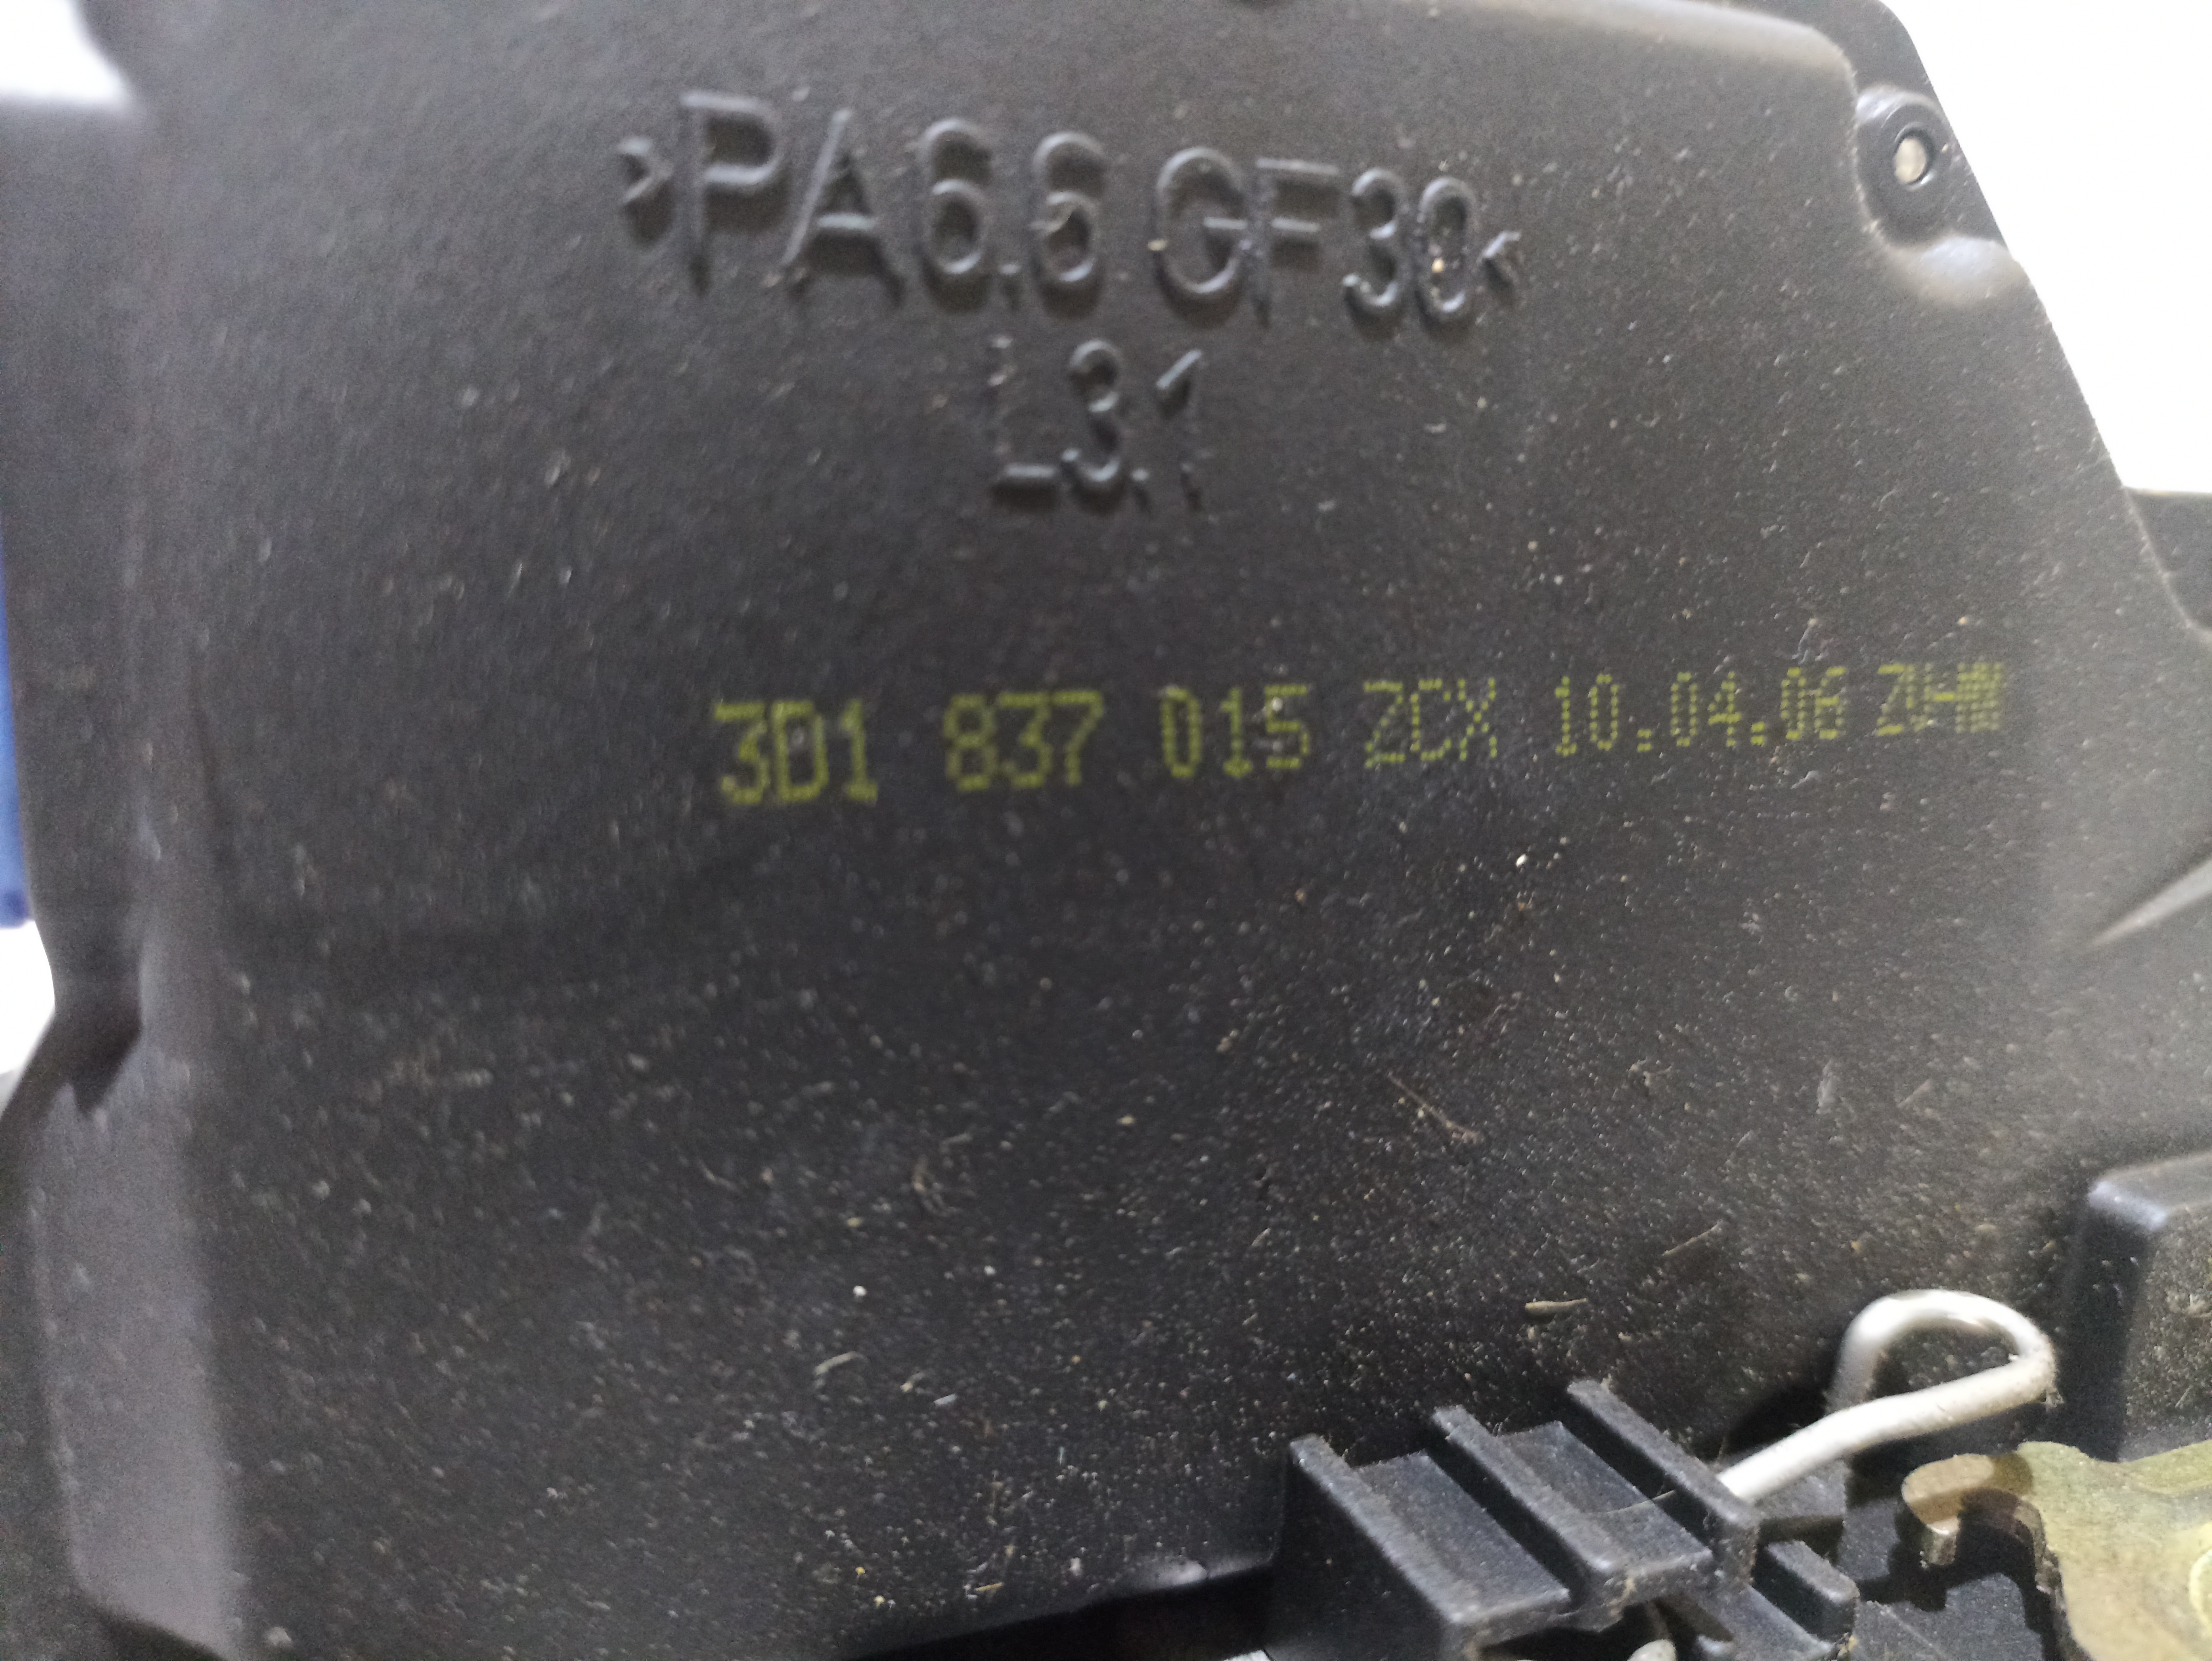 >PA6.6 GF30<
L3.1
3D1 837 015 ZCX 10.04.06